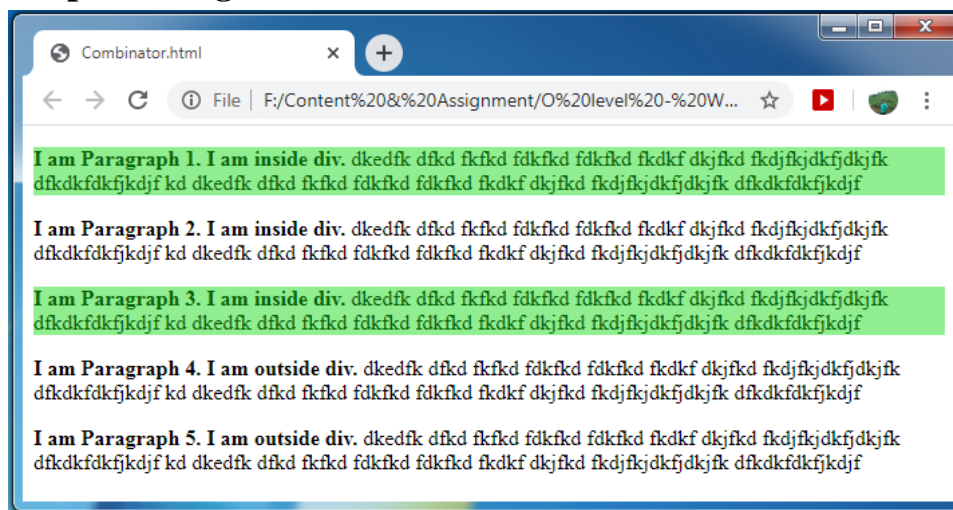 Combinator.html
File F:/Content%20&%20Assignment/O%20level%20-%20W...
I am Paragraph 1. I am inside div. dkedfk dfkd fkfkd fdkfkd fdkfkd fkdkf dkjfkd fkdjfkjdkfjdkjfk
dfkdkfdkfjkdjf kd dkedfk dfkd fkfkd fdkfkd fdkfkd fkdkf dkjfkd fkdjfkjdkfjdkjfk dfkdkfdkfjkdjf
I am Paragraph 2. I am inside div. dkedfk dfkd fkfkd fdkfkd fdkfkd fkdkf dkjfkd fkdjfkjdkfjdkjfk
dfkdkfdkfjkdjf kd dkedfk dfkd fkfkd fdkfkd fdkfkd fkdkf dkjfkd fkdjfkjdkfjdkjfk dfkdkfdkfjkdjf
I am Paragraph 3. I am inside div. dkedfk dfkd fkfkd fdkfkd fdkfkd fkdkf dkjfkd fkdjfkjdkfjdkjfk
dfkdkfdkfjkdjf kd dkedfk dfkd fkfkd fdkfkd fdkfkd fkdkf dkjfkd fkdjfkjdkfjdkjfk dfkdkfdkfjkdjf
I am Paragraph 4. I am outside div. dkedfk dfkd fkfkd fdkfkd fdkfkd fkdkf dkjfkd fkdjfkjdkfjdkjfk
dfkdkfdkfjkdjf kd dkedfk dfkd fkfkd fdkfkd fdkfkd fkdkf dkjfkd fkdjfkjdkfjdkjfk dfkdkfdkfjkdjf
I am Paragraph 5. I am outside div. dkedfk dfkd fkfkd fdkfkd fdkfkd fkdkf dkjfkd fkdjfkjdkfjdkjfk
dfkdkfdkfjkdjf kd dkedfk dfkd fkfkd fdkfkd fdkfkd fkdkf dkjfkd fkdjfkjdkfjdkjfk dfkdkfdkfjkdjf